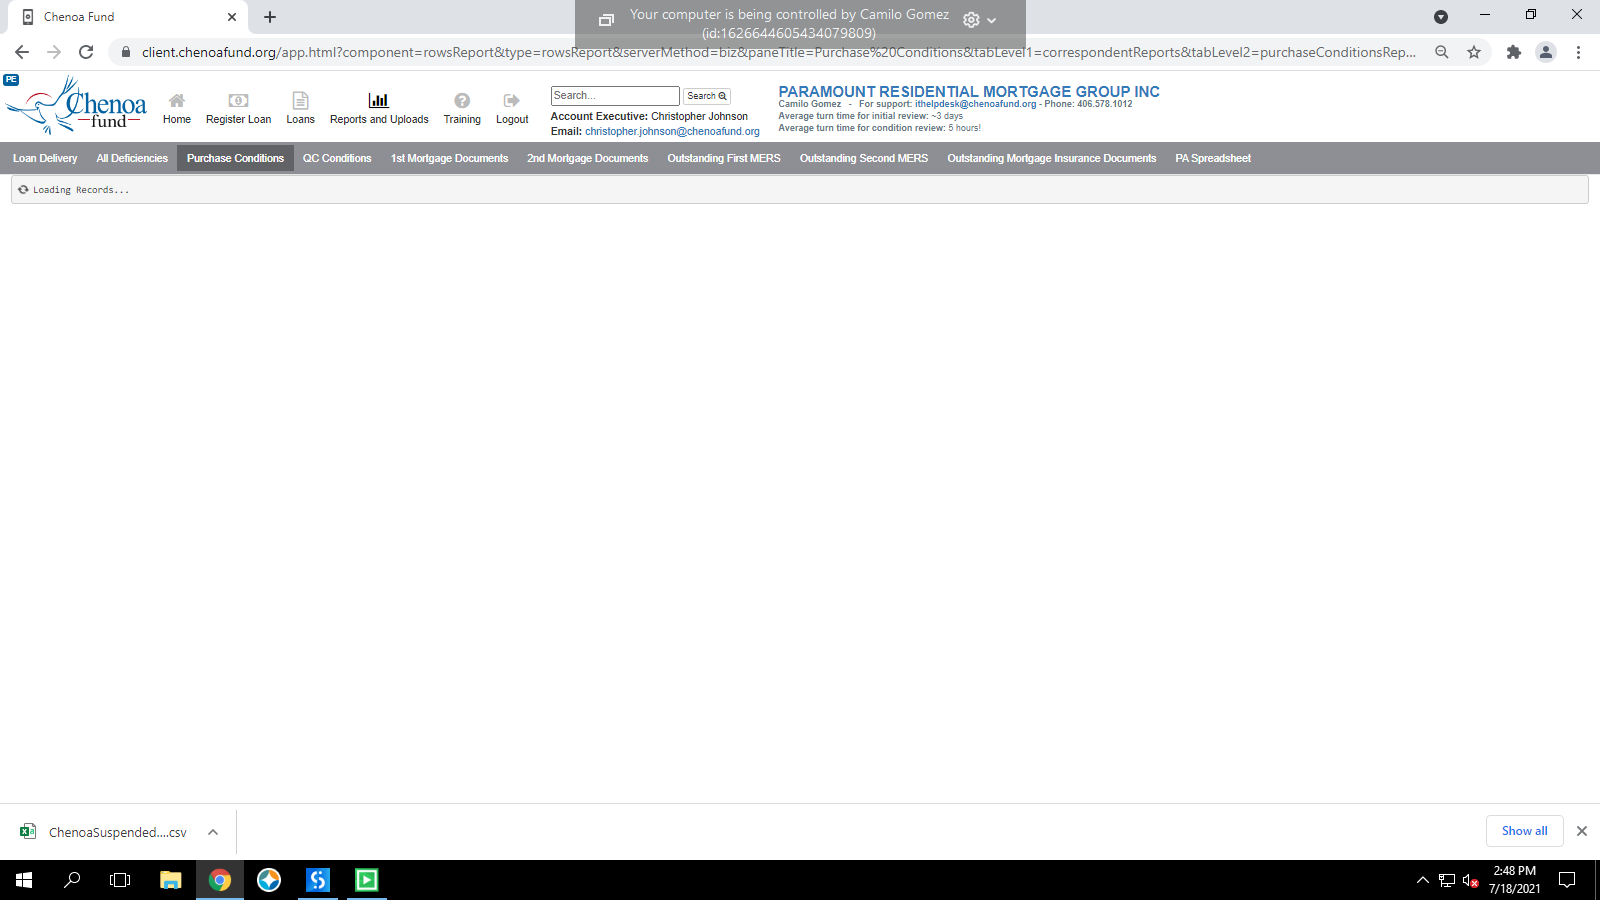 Chenoa Fund
Your computer is being controlled by Camilo Gomez
(id:1626644605434079809)
client.chenoafund.org/app.html?component=rowsReport&type=rowsReport&serverMethod=biz&paneTitle=Purchase%20Conditions&tabLevel1=correspondentReports&tabLevel2=purchaseConditionsRep...
PE
Chenoa
fund
Home
Register Loan
Loans
Reports and Uploads
Training
Logout
Search...
Search
Account Executive: Christopher Johnson
Email: christopher.johnson@chenoafund.org
PARAMOUNT RESIDENTIAL MORTGAGE GROUP INC
Camilo Gomez - For support: ithelpdesk@chenoafund.org - Phone: 406.578.1012
Average turn time for initial review: ~3 days
Average turn time for condition review: 5 hours!
Loan Delivery
All Deficiencies
Purchase Conditions
QC Conditions
1st Mortgage Documents
2nd Mortgage Documents
Outstanding First MERS
Outstanding Second MERS
Outstanding Mortgage Insurance Documents
PA Spreadsheet
Loading Records...
ChenoaSuspended....csv
Show all
2:48 PM
7/18/2021